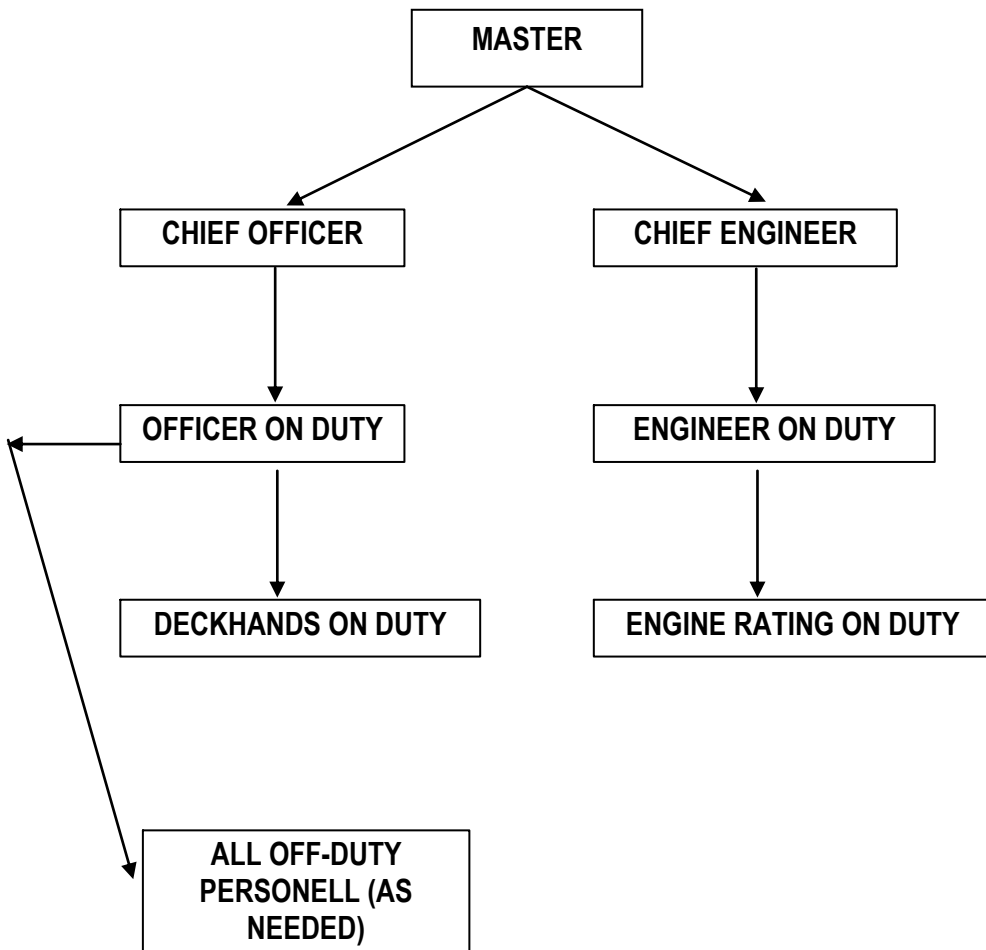 MASTER
CHIEF OFFICER
CHIEF ENGINEER
OFFICER ON DUTY
ENGINEER ON DUTY
DECKHANDS ON DUTY
ENGINE RATING ON DUTY
ALL OFF-DUTY
PERSONELL (AS
NEEDED)